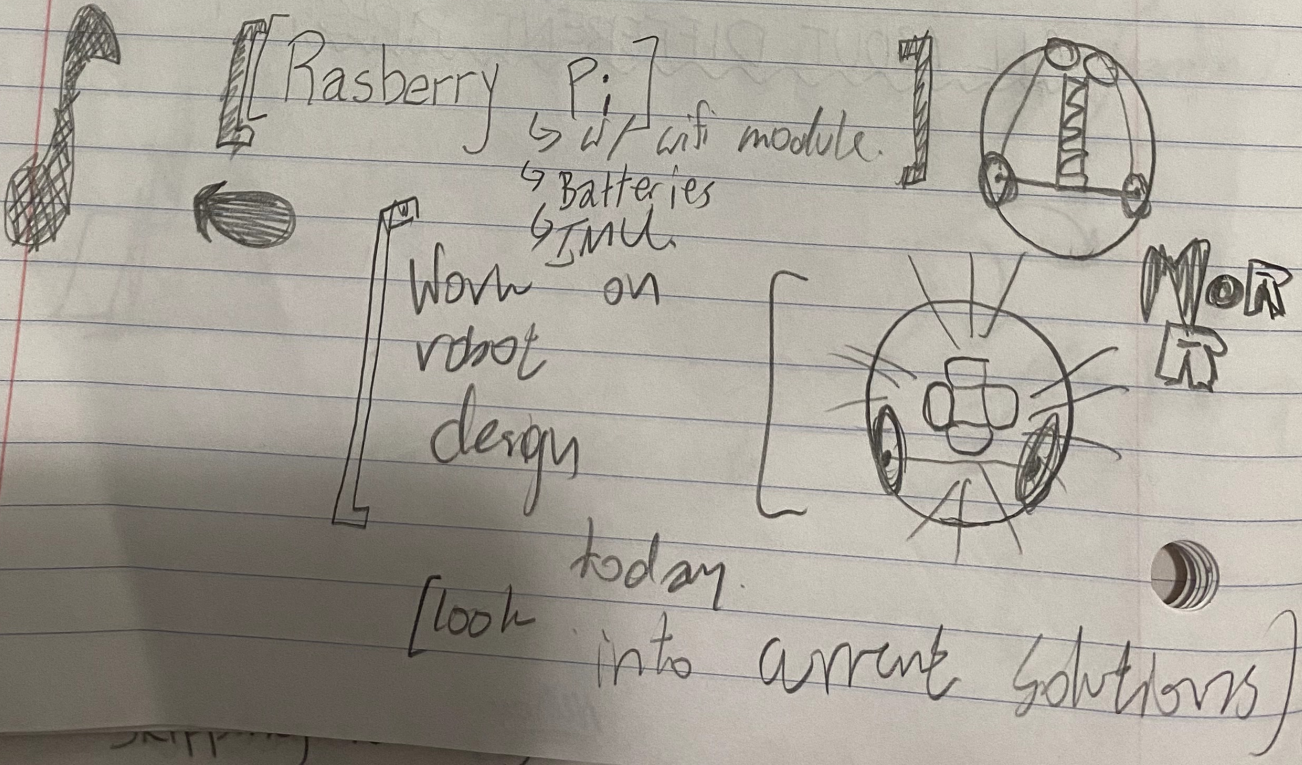 [Rasberry Pi]
↳ w/ wifi module.
↳ Batteries
↳ IMU.
Work on
robot
design
today.
[look into current solutions]